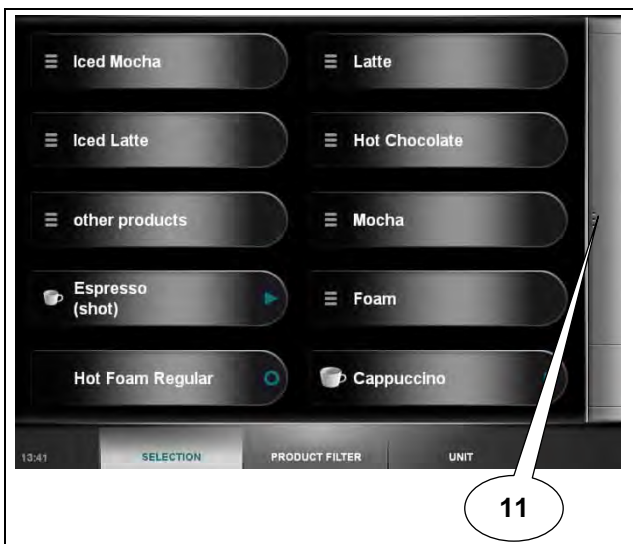 Iced Mocha
Latte
Iced Latte
Hot Chocolate
other products
Mocha
Espresso
(shot)
Foam
Hot Foam Regular
Cappuccino
13:41
SELECTION
PRODUCT FILTER
UNIT
11